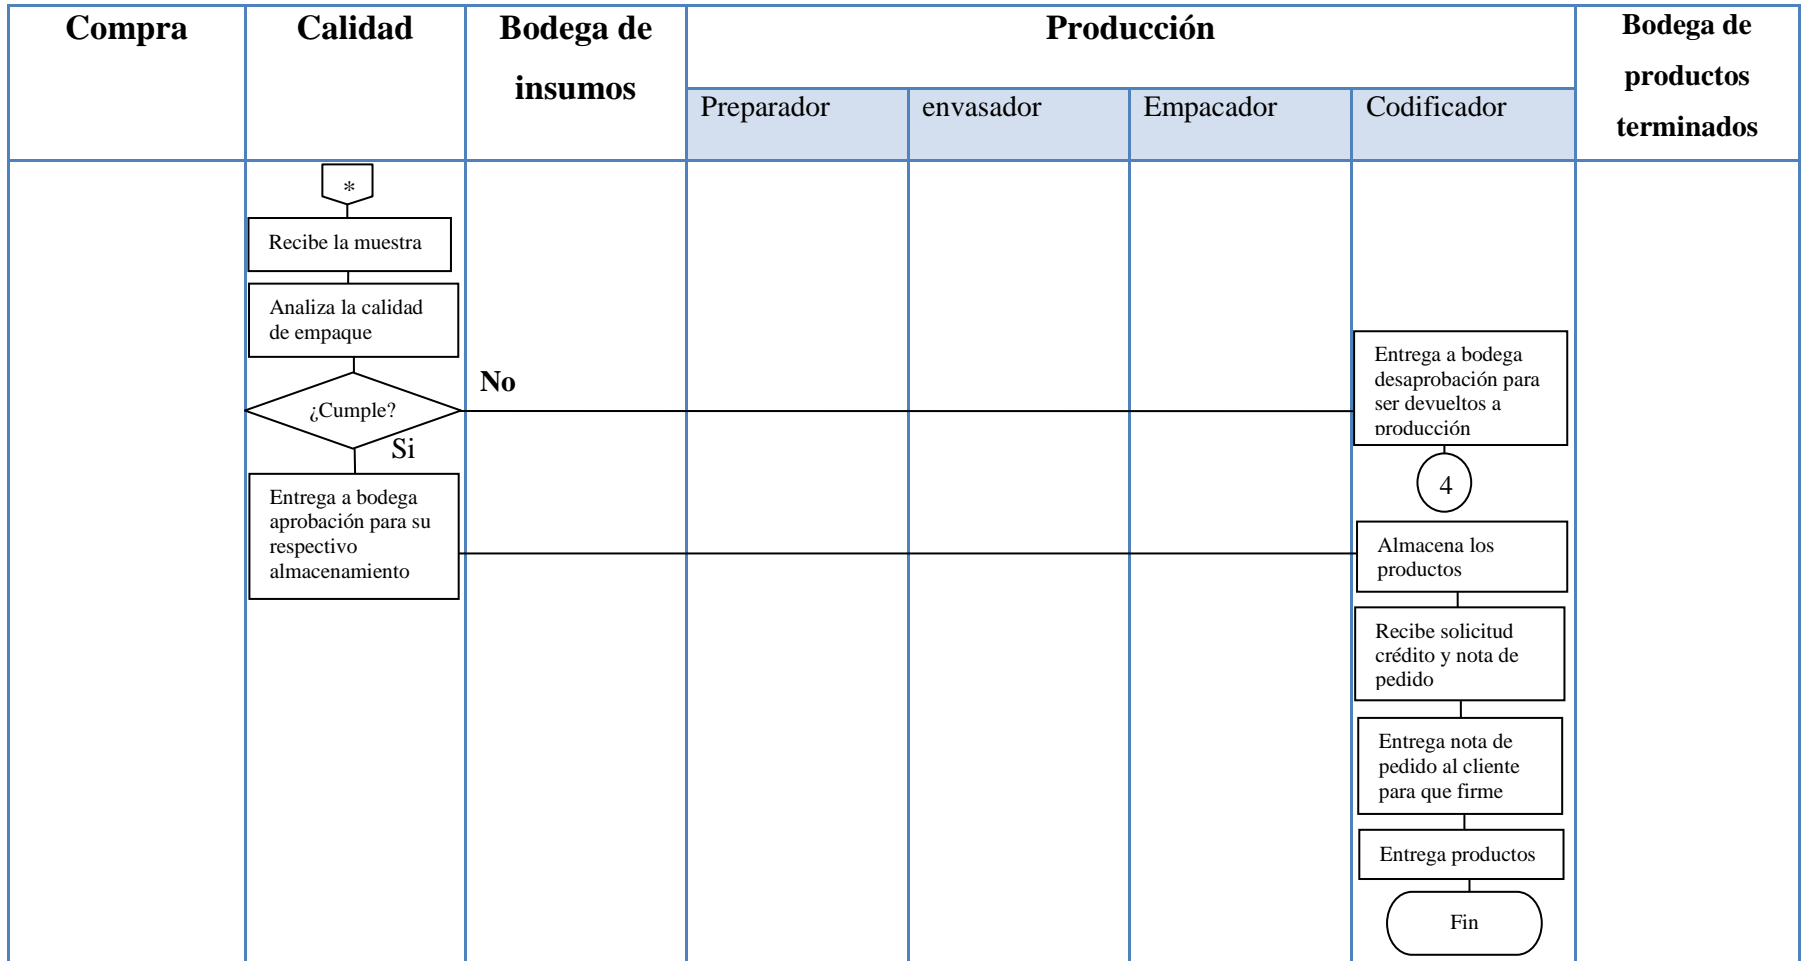 Compra
Calidad
Bodega de
insumos
Producción
Bodega de
productos
terminados
Preparador
envasador
Empacador
Codificador
*
Recibe la muestra
Analiza la calidad
de empaque
¿Cumple?
No
Si
Entrega a bodega
desaprobación para
ser devueltos a
producción
4
Entrega a bodega
aprobación para su
respectivo
almacenamiento
Almacena los
productos
Recibe solicitud
crédito y nota de
pedido
Entrega nota de
pedido al cliente
para que firme
Entrega productos
Fin